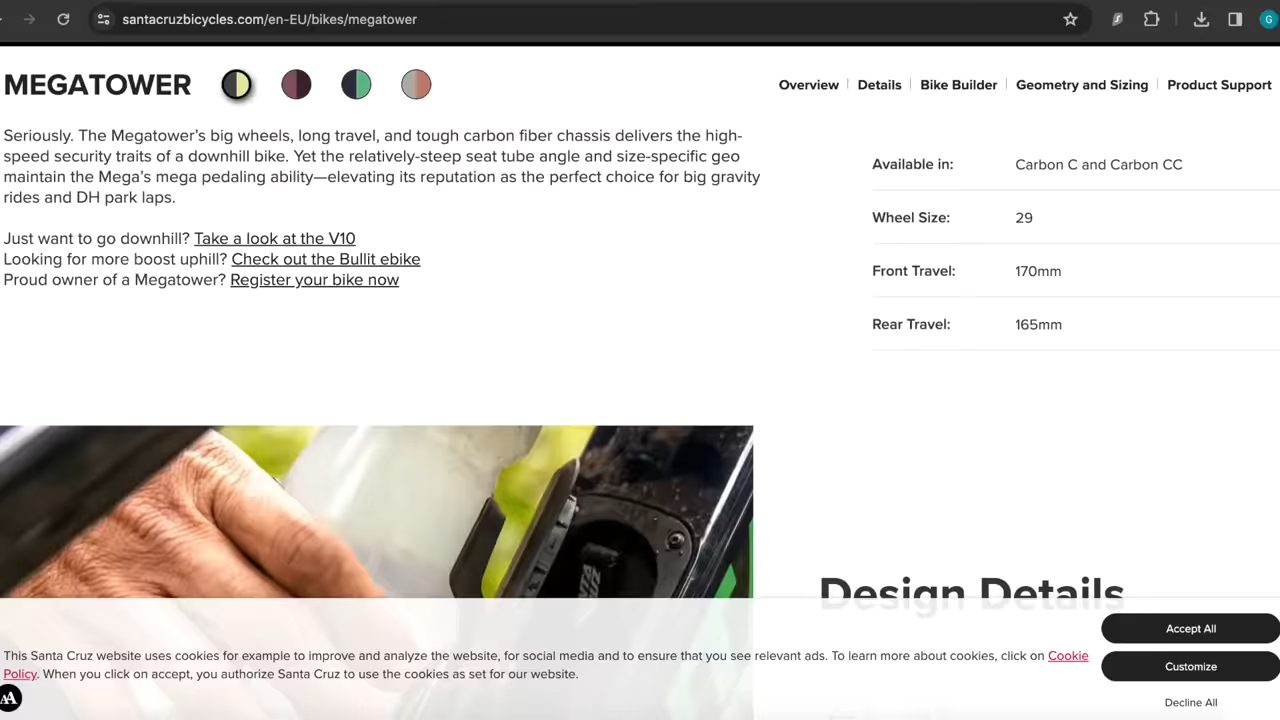 santacruzbicycles.com/en-EU/bikes/megatower
G
MEGATOWER
Overview
Details
Bike Builder
Geometry and Sizing
Product Support
Seriously. The Megatower’s big wheels, long travel, and tough carbon fiber chassis delivers the high-
speed security traits of a downhill bike. Yet the relatively-steep seat tube angle and size-specific geo
maintain the Mega’s mega pedaling ability—elevating its reputation as the perfect choice for big gravity
rides and DH park laps.
Just want to go downhill? Take a look at the V10
Looking for more boost uphill? Check out the Bullit ebike
Proud owner of a Megatower? Register your bike now
Available in: Carbon C and Carbon CC
Wheel Size: 29
Front Travel: 170mm
Rear Travel: 165mm
Design Details
This Santa Cruz website uses cookies for example to improve and analyze the website, for social media and to ensure that you see relevant ads. To learn more about cookies, click on Cookie
Policy. When you click on accept, you authorize Santa Cruz to use the cookies as set for our website.
Accept All
Customize
Decline All
AA